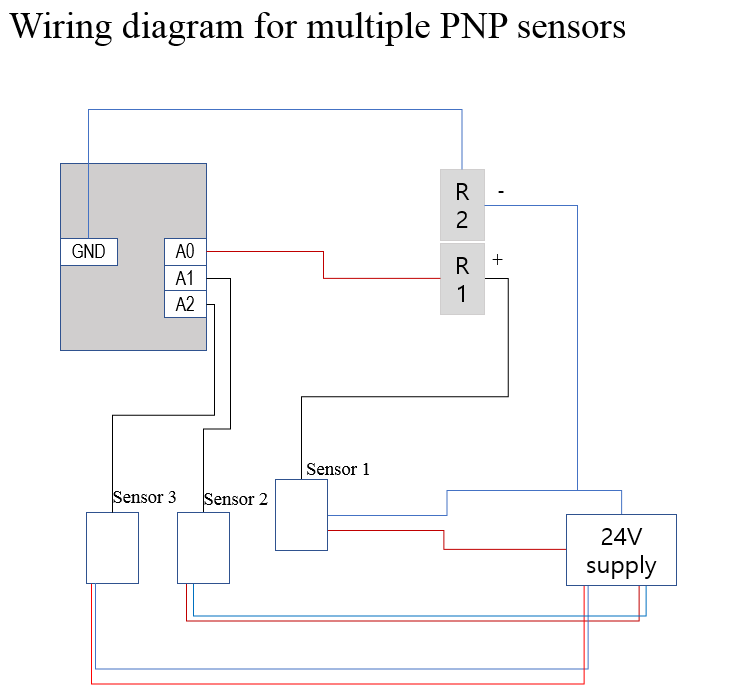 Wiring diagram for multiple PNP sensors
R
2
-
GND
A0
A1
A2
R
1
+
Sensor 1
Sensor 3
Sensor 2
24V
supply